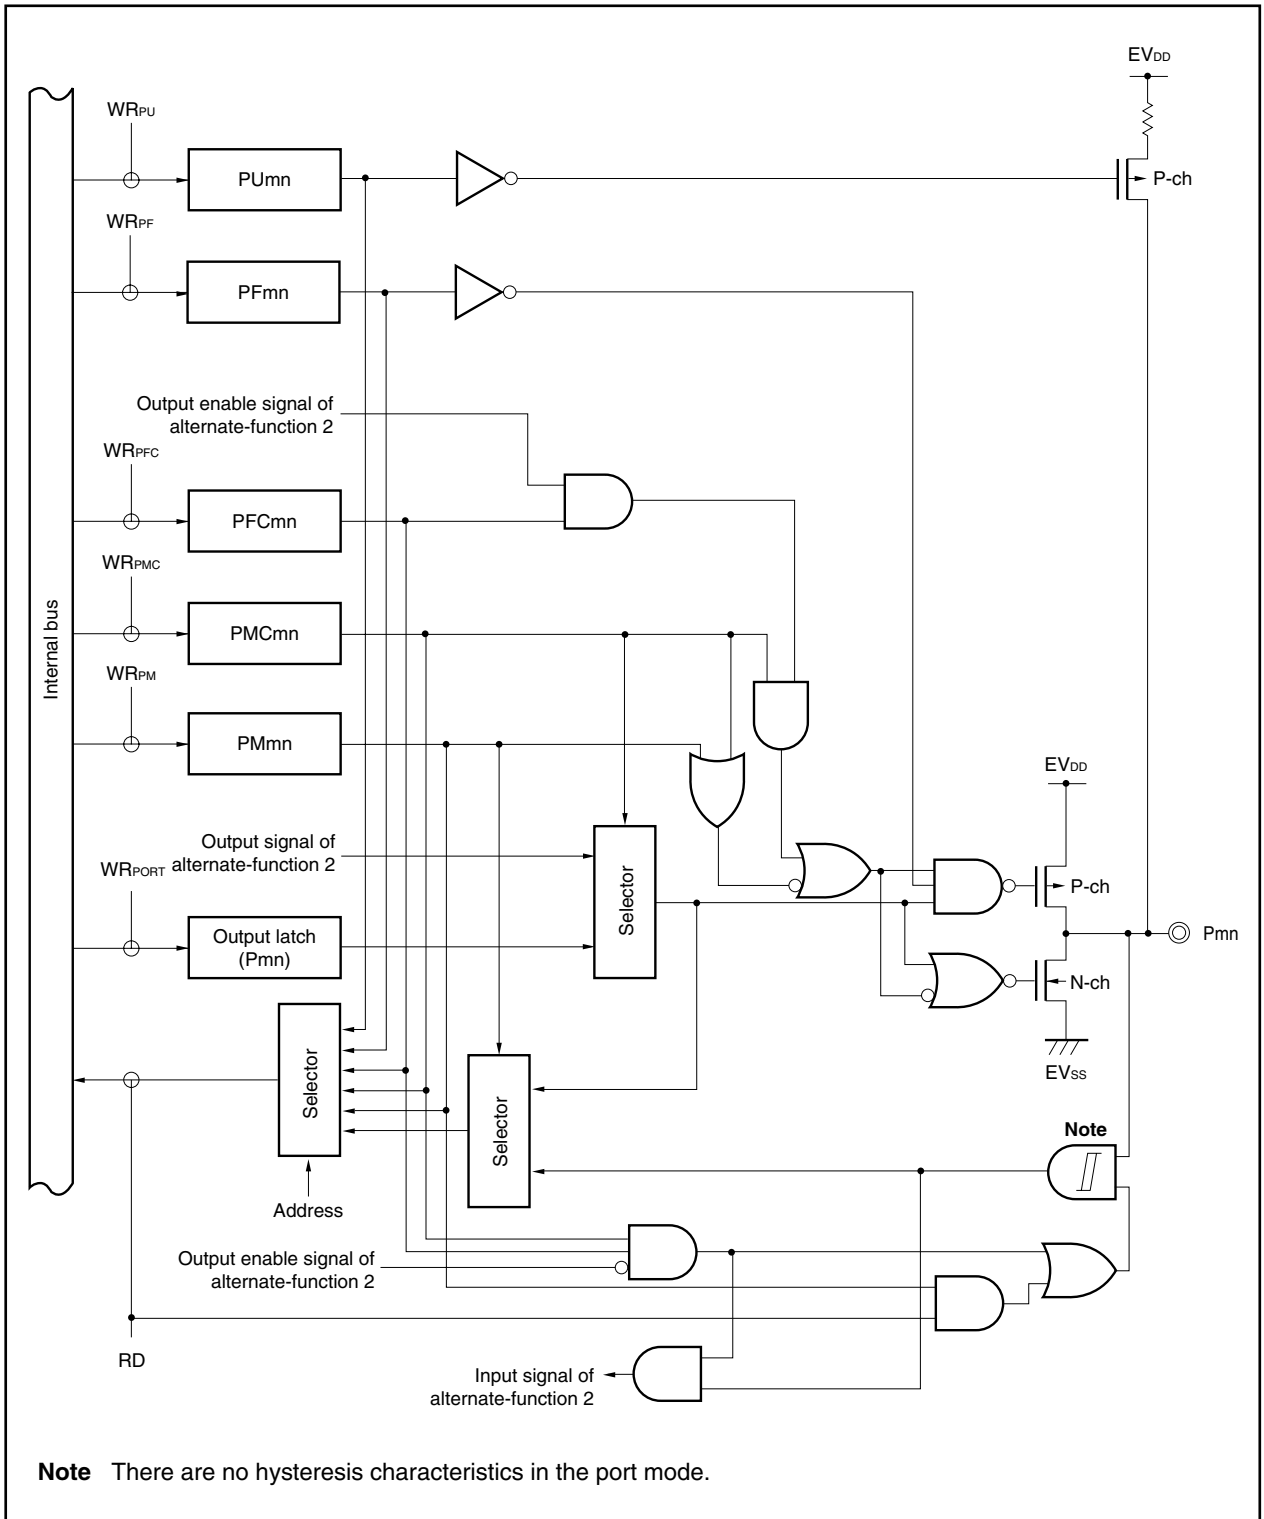 EVDD
WRPU
PUmn
P-ch
WRPF
PFmn
Output enable signal of
alternate-function 2
WRPFC
PFCmn
WRPMC
PMCmn
Internal bus
WRPM
PMmn
EVDD
Output signal of
alternate-function 2
WRPORT
Selector
P-ch
Output latch
(Pmn)
Pmn
N-ch
Selector
EVSS
Selector
Note
Address
Output enable signal of
alternate-function 2
RD
Input signal of
alternate-function 2
Note There are no hysteresis characteristics in the port mode.